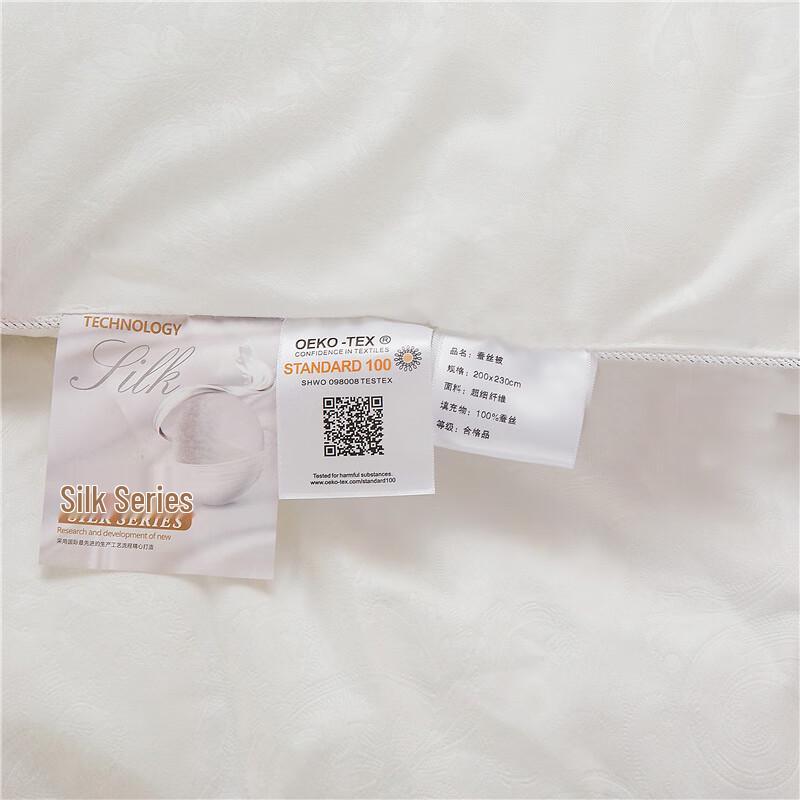 TECHNOLOGY
Silk
Silk Series
SILK SERIES
Research and development of new
采用国际最先进的生产工艺流程精心打造
OEKO -TEX ®
CONFIDENCE IN TEXTILES
STANDARD 100
SHWO 098008 TESTEX
Tested for harmful substances.
www.oeko-tex.com/standard100
品名：蚕丝被
规格：200x230cm
面料：超细纤维
填充物：100%蚕丝
等级：合格品